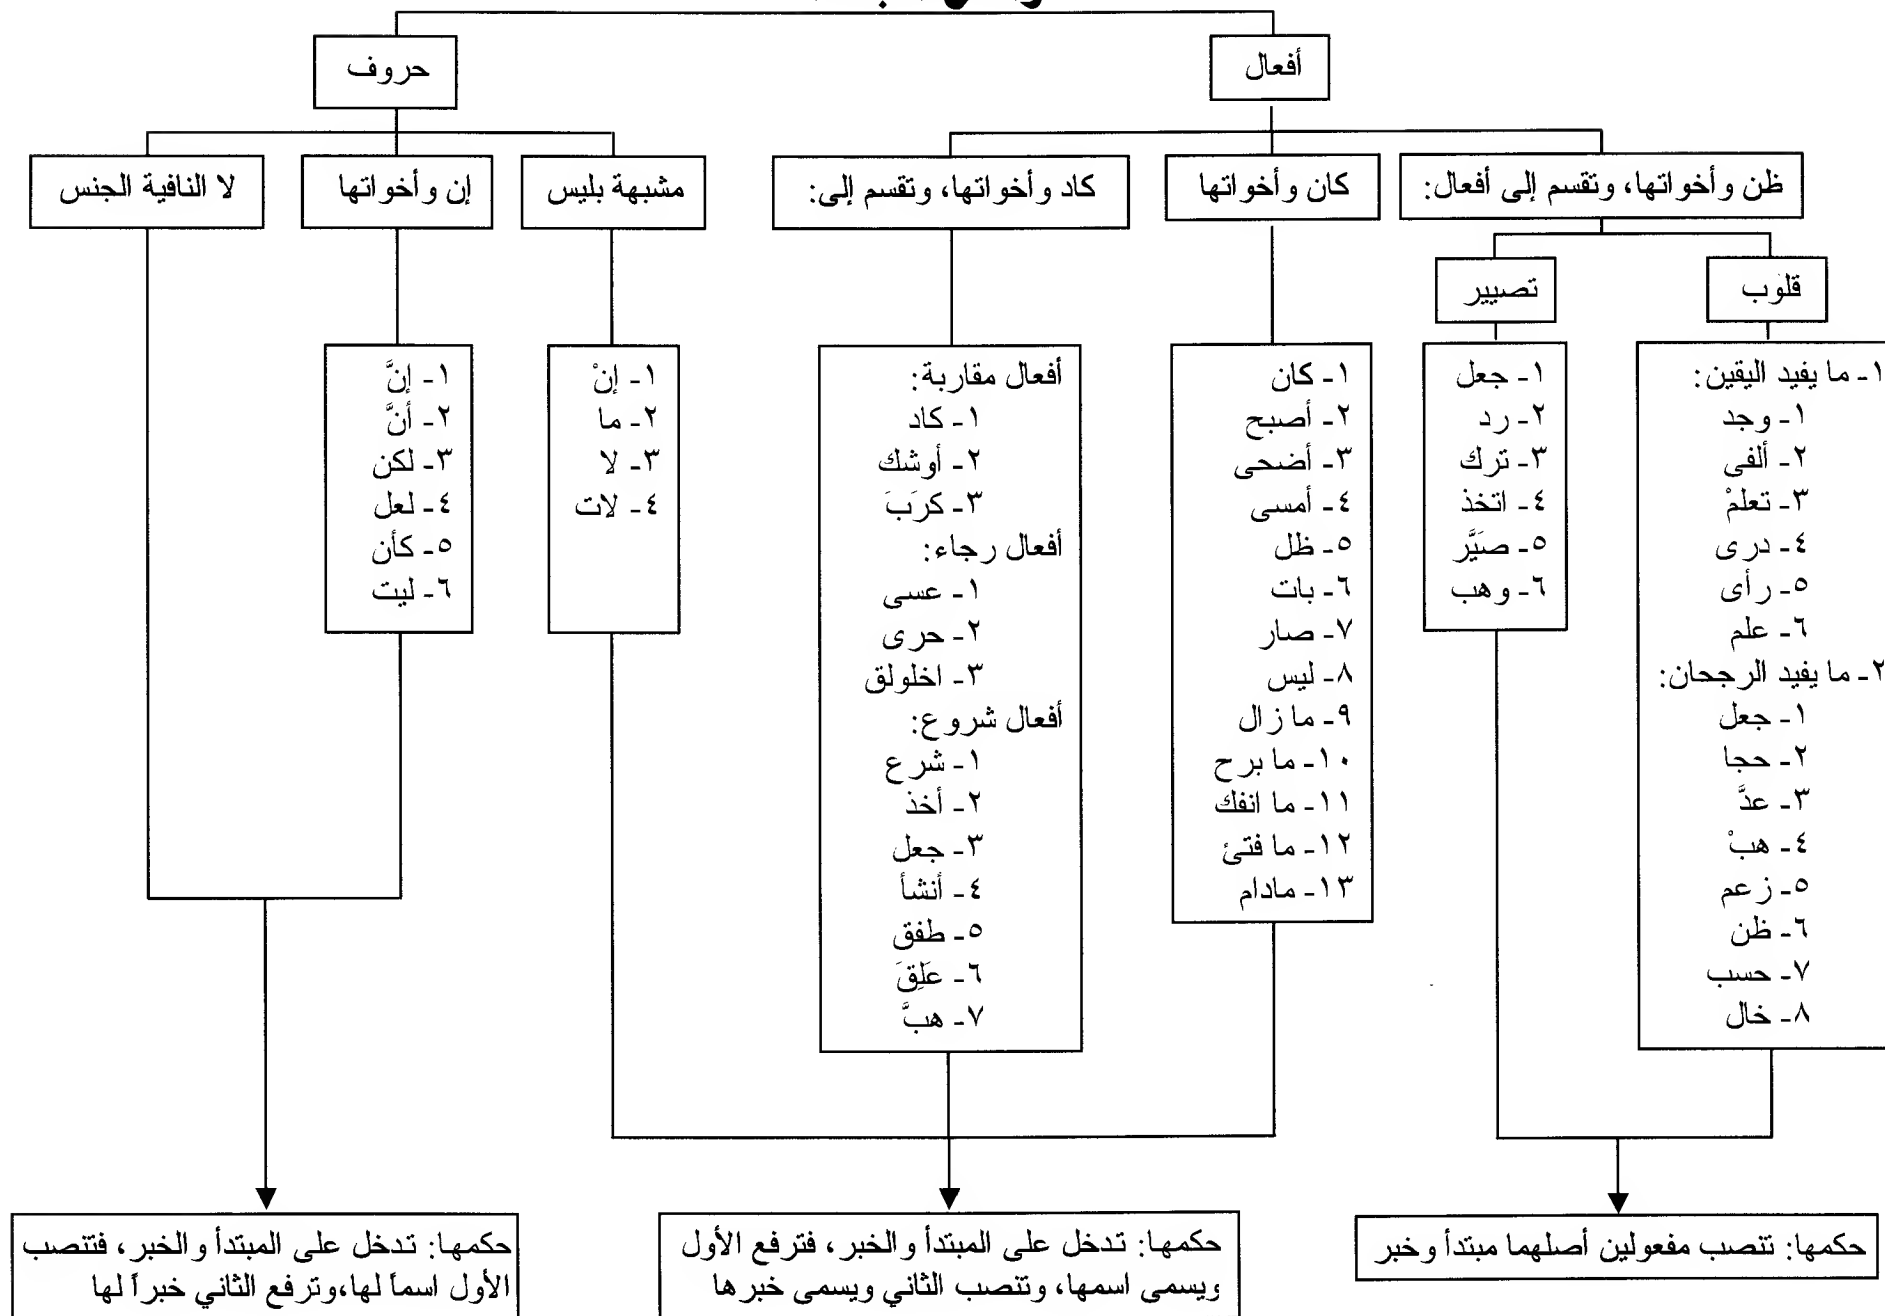 أفعال
حروف
ظن وأخواتها، وتقسم إلى أفعال:
كان وأخواتها
كاد وأخواتها، وتقسم إلى:
مشبهة بليس
إن وأخواتها
لا النافية الجنس
قلوب
تصيير
١- ما يفيد اليقين:
١- وجد
٢- ألفى
٣- تعلمْ
٤- درى
٥- رأى
٦- علم
٢- ما يفيد الرجحان:
١- جعل
٢- حجا
٣- عدَّ
٤- هبْ
٥- زعم
٦- ظن
٧- حسب
٨- خال
١- جعل
٢- رد
٣- ترك
٤- اتخذ
٥- صَيَّر
٦- وهب
١- كان
٢- أصبح
٣- أضحى
٤- أمسى
٥- ظل
٦- بات
٧- صار
٨- ليس
٩- ما زال
١٠- ما برح
١١- ما انفك
١٢- ما فتئ
١٣- مادام
أفعال مقاربة:
١- كاد
٢- أوشك
٣- كرَبَ
أفعال رجاء:
١- عسى
٢- حرى
٣- اخلولق
أفعال شروع:
١- شرع
٢- أخذ
٣- جعل
٤- أنشأ
٥- طفق
٦- عَلِقَ
٧- هبَّ
١- إنْ
٢- ما
٣- لا
٤- لات
١- إنَّ
٢- أنَّ
٣- لكن
٤- لعل
٥- كأن
٦- ليت
حكمها: تنصب مفعولين أصلهما مبتدأ وخبر
حكمها: تدخل على المبتدأ والخبر، فترفع الأول
ويسمى اسمها، وتنصب الثاني ويسمى خبرها
حكمها: تدخل على المبتدأ والخبر، فتنصب
الأول اسماً لها،وترفع الثاني خبراً لها